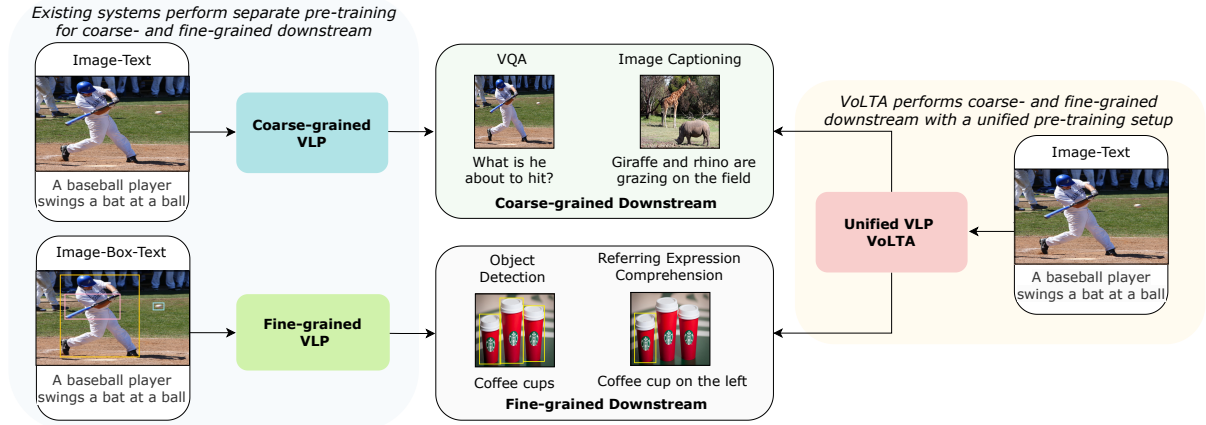 Existing systems perform separate pre-training
for coarse- and fine-grained downstream
Image-Text
A baseball player
swings a bat at a ball
Coarse-grained
VLP
Image-Box-Text
A baseball player
swings a bat at a ball
Fine-grained
VLP
VQA
What is he
about to hit?
Image Captioning
Giraffe and rhino are
grazing on the field
Coarse-grained Downstream
Object
Detection
Coffee cups
Referring Expression
Comprehension
Coffee cup on the left
Fine-grained Downstream
VoLTA performs coarse- and fine-grained
downstream with a unified pre-training setup
Unified VLP
VoLTA
Image-Text
A baseball player
swings a bat at a ball